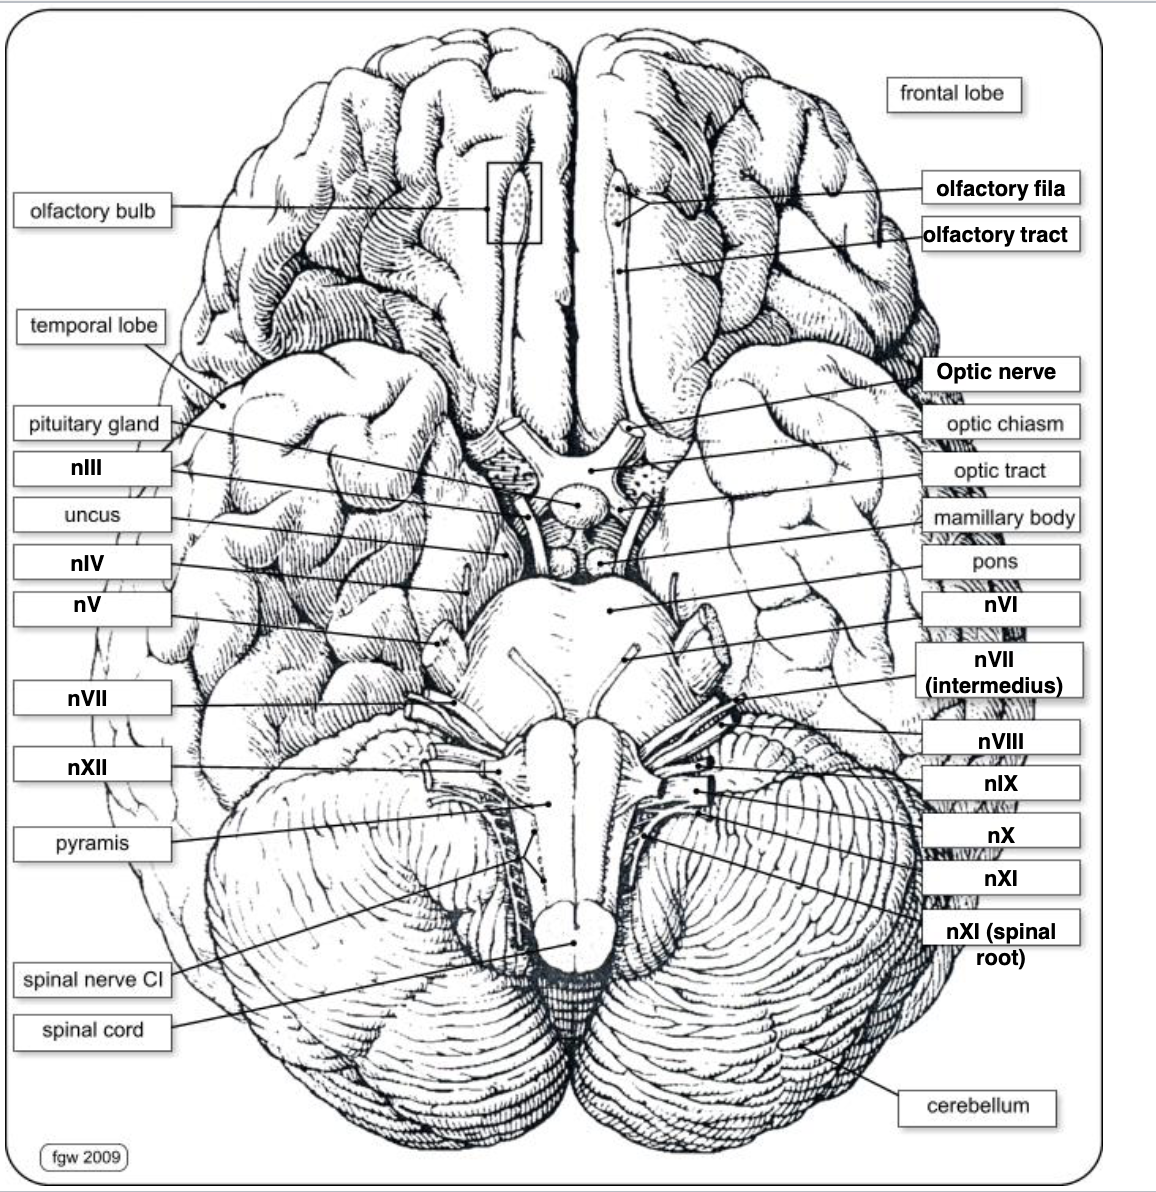 frontal lobe
olfactory fila
olfactory bulb
olfactory tract
temporal lobe
Optic nerve
pituitary gland
optic chiasm
nIII
optic tract
uncus
mamillary body
nIV
pons
nV
nVI
nVII
(intermedius)
nVII
nVIII
nXII
nIX
pyramis
nX
nXI
nXI (spinal
root)
spinal nerve CI
spinal cord
cerebellum
fgw 2009